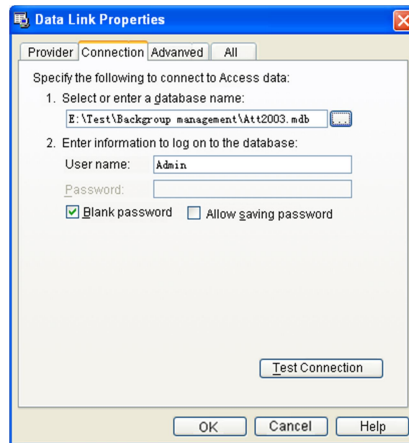 Data Link Properties
Provider Connection Advanved All
Specify the following to connect to Access data:
1. Select or enter a database name:
E:\Test\Backgroup management\Att2003.mdb ...
2. Enter information to log on to the database:
User name: Admin
Password:
Blank password Allow saving password
Test Connection
OK Cancel Help